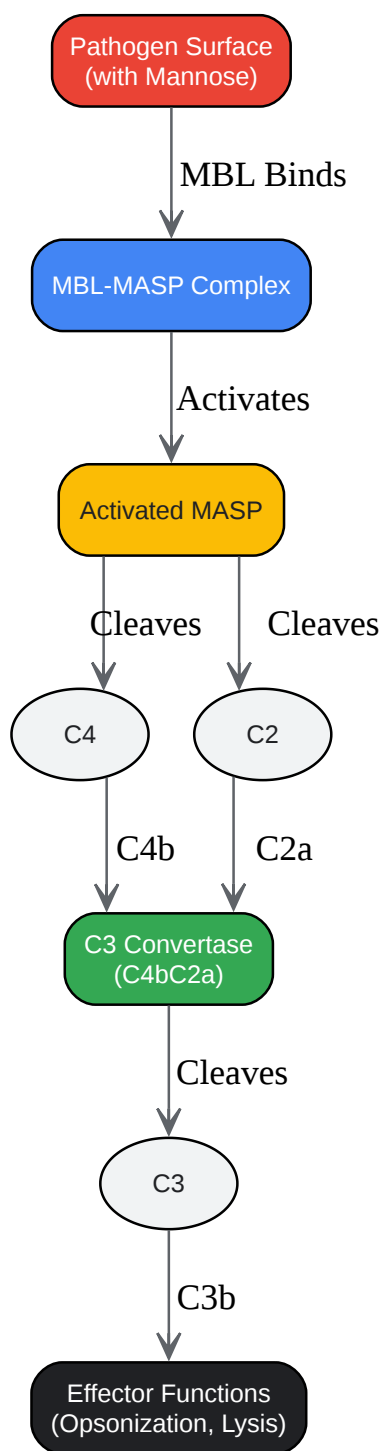 Pathogen Surface
(with Mannose)
MBL Binds
MBL-MASP Complex
Activates
Activated MASP
Cleaves
Cleaves
C4
C2
C4b
C2a
C3 Convertase
(C4bC2a)
Cleaves
C3
C3b
Effector Functions
(Opsonization, Lysis)